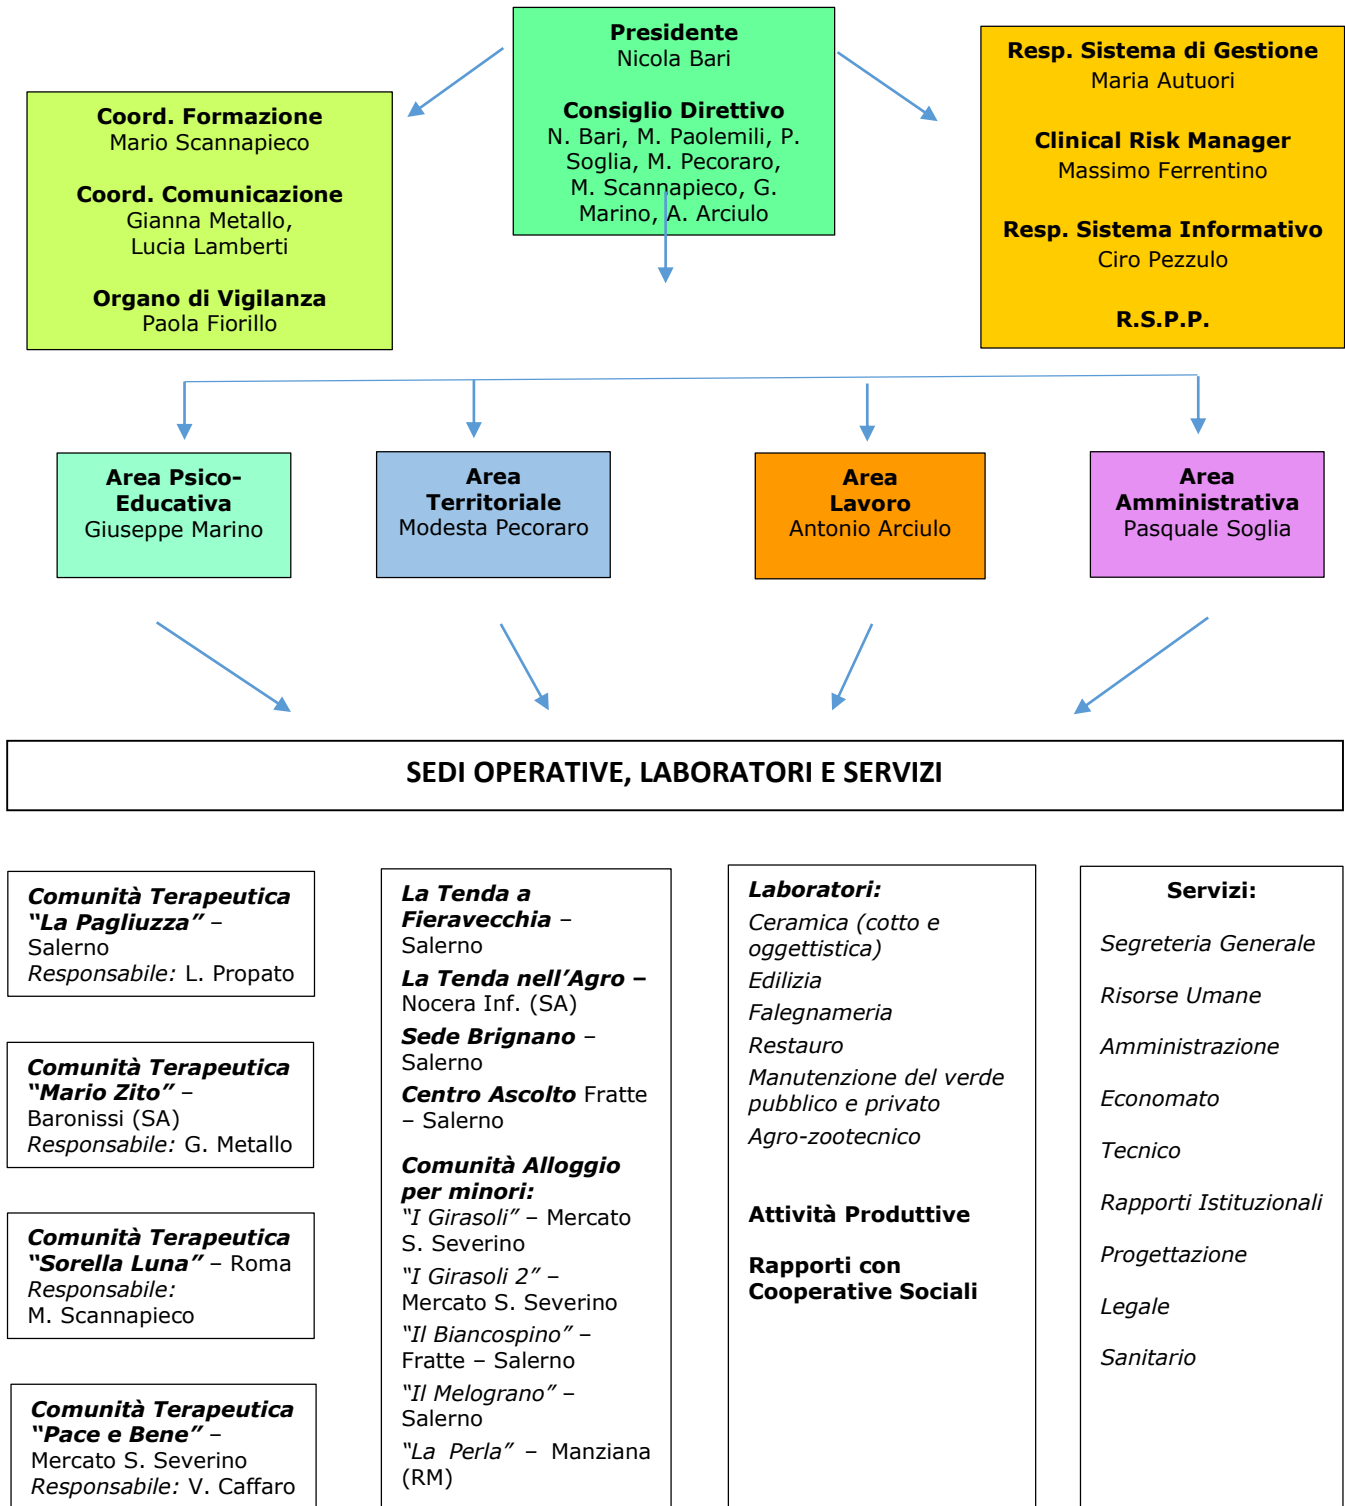 Presidente
Nicola Bari
Consiglio Direttivo
N. Bari, M. Paolemili, P.
Soglia, M. Pecoraro,
M. Scannapieco, G.
Marino, A. Arciulo
Coord. Formazione
Mario Scannapieco
Coord. Comunicazione
Gianna Metallo,
Lucia Lamberti
Organo di Vigilanza
Paola Fiorillo
Resp. Sistema di Gestione
Maria Autuori
Clinical Risk Manager
Massimo Ferrentino
Resp. Sistema Informativo
Ciro Pezzulo
R.S.P.P.
Area Psico-
Educativa
Giuseppe Marino
Area
Territoriale
Modesta Pecoraro
Area
Lavoro
Antonio Arciulo
Area
Amministrativa
Pasquale Soglia
SEDI OPERATIVE, LABORATORI E SERVIZI
Comunità Terapeutica
“La Pagliuzza” –
Salerno
Responsabile: L. Propato
Comunità Terapeutica
“Mario Zito” –
Baronissi (SA)
Responsabile: G. Metallo
Comunità Terapeutica
“Sorella Luna” – Roma
Responsabile:
M. Scannapieco
Comunità Terapeutica
“Pace e Bene” –
Mercato S. Severino
Responsabile: V. Caffaro
La Tenda a
Fieravecchia –
Salerno
La Tenda nell’Agro –
Nocera Inf. (SA)
Sede Brignano –
Salerno
Centro Ascolto Fratte
– Salerno
Comunità Alloggio
per minori:
“I Girasoli” – Mercato
S. Severino
“I Girasoli 2” –
Mercato S. Severino
“Il Biancospino” –
Fratte – Salerno
“Il Melograno” –
Salerno
“La Perla” – Manziana
(RM)
Laboratori:
Ceramica (cotto e
oggettistica)
Edilizia
Falegnameria
Restauro
Manutenzione del verde
pubblico e privato
Agro-zootecnico
Attività Produttive
Rapporti con
Cooperative Sociali
Servizi:
Segreteria Generale
Risorse Umane
Amministrazione
Economato
Tecnico
Rapporti Istituzionali
Progettazione
Legale
Sanitario